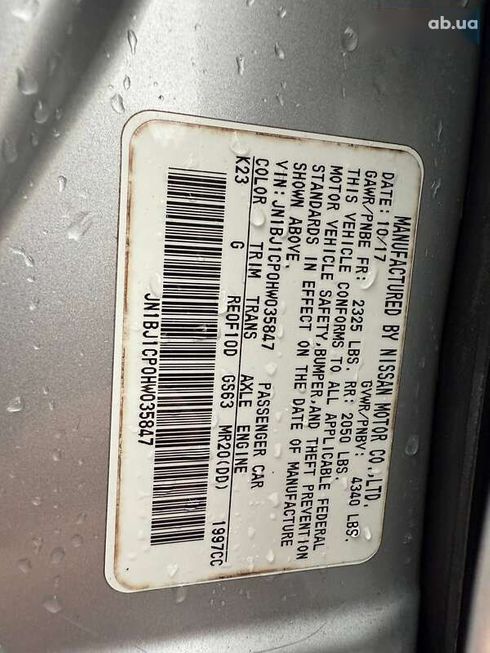 ab.ua
MANUFACTURED BY NISSAN MOTOR CO.,LTD.
DATE: 10/17 GVWR/PNBV: 4340 LBS.
GAWR/PNBE FR: 2325 LBS. RR: 2050 LBS.
THIS VEHICLE CONFORMS TO ALL APPLICABLE FEDERAL
MOTOR VEHICLE SAFETY,BUMPER,AND THEFT PREVENTION
STANDARDS IN EFFECT ON THE DATE OF MANUFACTURE
SHOWN ABOVE.
VIN:JN1BJ1CP0HW035847 PASSENGER CAR
COLOR TRIM TRANS AXLE ENGINE
K23 G RE0F10D GS63 MR20(DD) 1997CC
JN1BJ1CP0HW035847